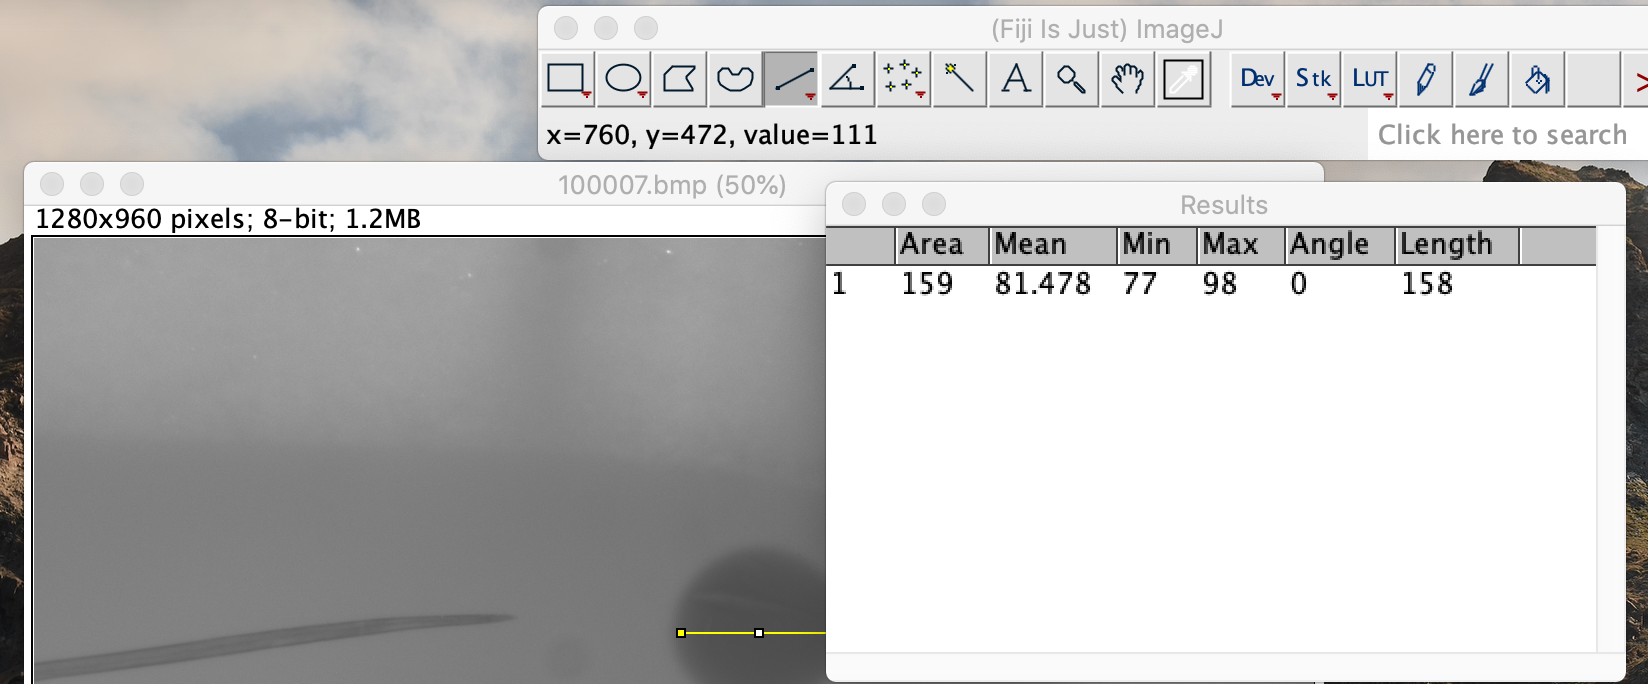 (Fiji Is Just) ImageJ
A Dev Stk LUT >
x=760, y=472, value=111
Click here to search
100007.bmp (50%)
1280x960 pixels; 8-bit; 1.2MB
Results
Area Mean Min Max Angle Length
1 159 81.478 77 98 0 158